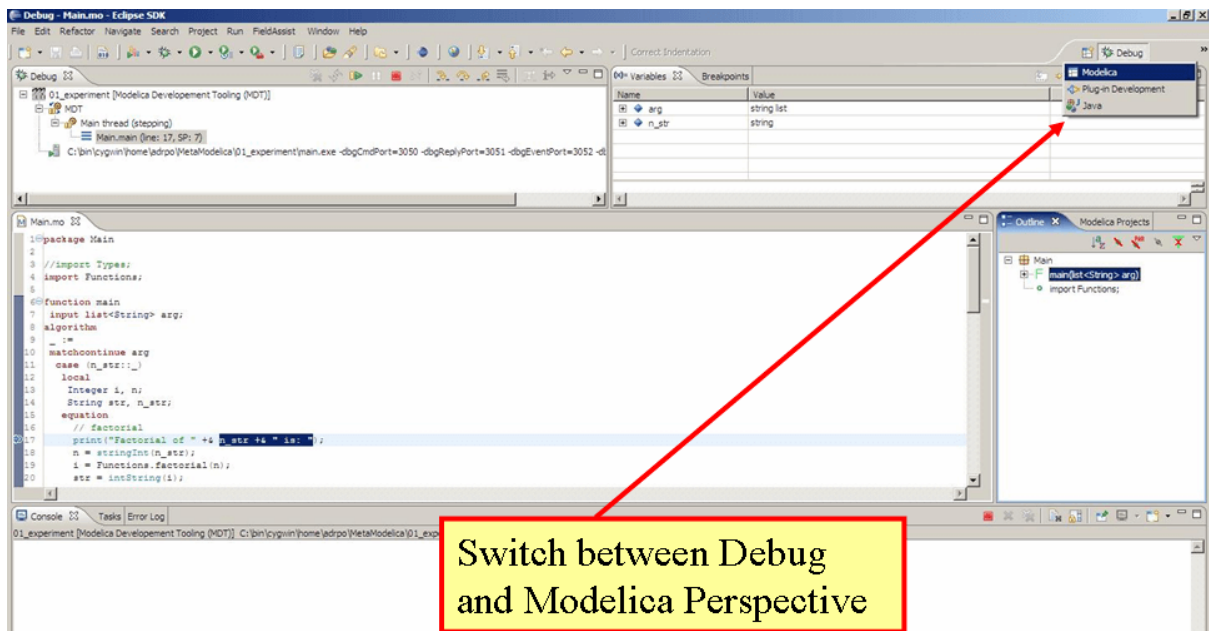 Debug - Main.mo - Eclipse SDK
File Edit Refactor Navigate Search Project Run FieldAssist Window Help
Correct Indentation
Debug
»
Modelica
Plug-in Development
Java
Debug
01_experiment [Modelica Developement Tooling (MDT)]
MDT
Main thread (stepping)
Main.main (line: 17, SP: 7)
C:\bin\cygwin\home\adrpo\MetaModelica\01_experiment\main.exe -dbgCmdPort=3050 -dbgReplyPort=3051 -dbgEventPort=3052 -d
Variables Breakpoints
Name Value
arg string list
n_str string
Main.mo
1 package Main
2
3 //import Types;
4 import Functions;
5
6 function main
7 input list<String> arg;
8 algorithm
9 _ :=
10 matchcontinue arg
11 case (n_str::_)
12 local
13 Integer i, n;
14 String str, n_str;
15 equation
16 // factorial
17 print("Factorial of " +& n_str +& " is: ");
18 n = stringInt(n_str);
19 i = Functions.factorial(n);
20 str = intString(i);
Outline Modelica Projects
Main
main(list<String> arg)
import Functions;
Console Tasks Error Log
01_experiment [Modelica Developement Tooling (MDT)] C:\bin\cygwin\home\adrpo\MetaModelica\01_exp
Switch between Debug
and Modelica Perspective